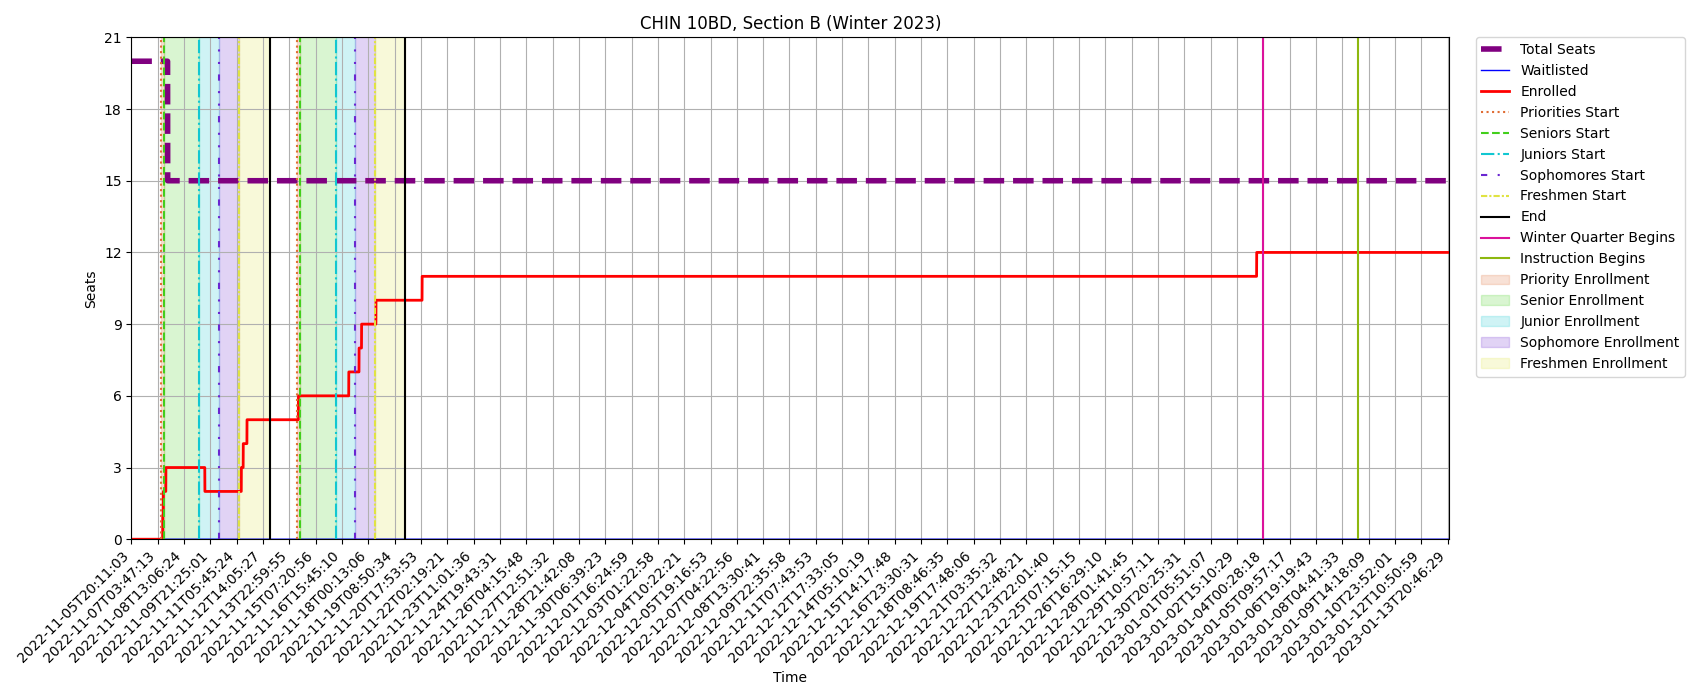 CHIN 10BD, Section B (Winter 2023)
21
18
15
12
9
6
3
0
Seats
2022-11-05T20:11:03
2022-11-07T03:47:13
2022-11-08T13:06:24
2022-11-09T21:25:01
2022-11-11T05:45:24
2022-11-12T14:05:27
2022-11-13T22:59:55
2022-11-15T07:20:56
2022-11-16T15:45:10
2022-11-18T00:13:06
2022-11-19T08:50:34
2022-11-20T17:53:53
2022-11-22T02:19:21
2022-11-23T11:01:36
2022-11-24T19:43:31
2022-11-26T04:15:48
2022-11-27T12:51:32
2022-11-28T21:42:08
2022-11-30T06:39:23
2022-12-01T16:24:59
2022-12-03T01:22:58
2022-12-04T10:22:21
2022-12-05T19:16:53
2022-12-07T04:22:56
2022-12-08T13:30:41
2022-12-09T22:35:58
2022-12-11T07:43:53
2022-12-12T17:33:05
2022-12-14T05:10:19
2022-12-15T14:17:48
2022-12-16T23:30:31
2022-12-18T08:46:35
2022-12-19T17:48:06
2022-12-21T03:35:32
2022-12-22T12:48:21
2022-12-23T22:01:40
2022-12-25T07:15:15
2022-12-26T16:29:10
2022-12-28T01:41:45
2022-12-29T10:57:11
2022-12-30T20:25:31
2023-01-01T05:51:07
2023-01-02T15:10:29
2023-01-04T00:28:18
2023-01-05T09:57:17
2023-01-06T19:19:43
2023-01-08T04:41:33
2023-01-09T14:18:09
2023-01-10T23:52:01
2023-01-12T10:50:59
2023-01-13T20:46:29
Time
Total Seats
Waitlisted
Enrolled
Priorities Start
Seniors Start
Juniors Start
Sophomores Start
Freshmen Start
End
Winter Quarter Begins
Instruction Begins
Priority Enrollment
Senior Enrollment
Junior Enrollment
Sophomore Enrollment
Freshmen Enrollment